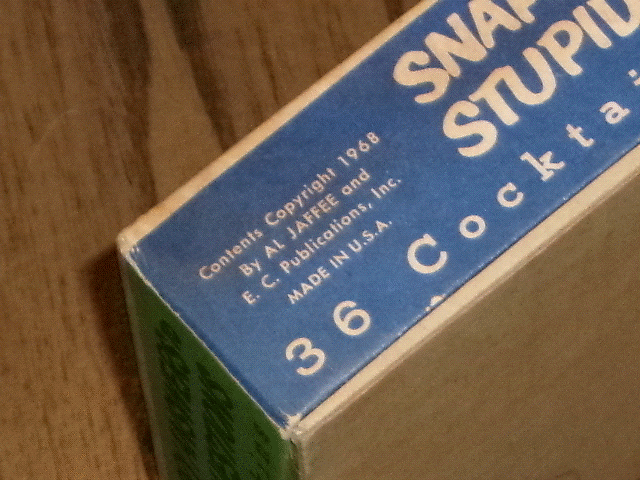 SNAP
STUPID
Contents Copyright 1968
By AL JAFFEE and
E. C. Publications, Inc.
MADE IN U.S.A.
36 Cockta